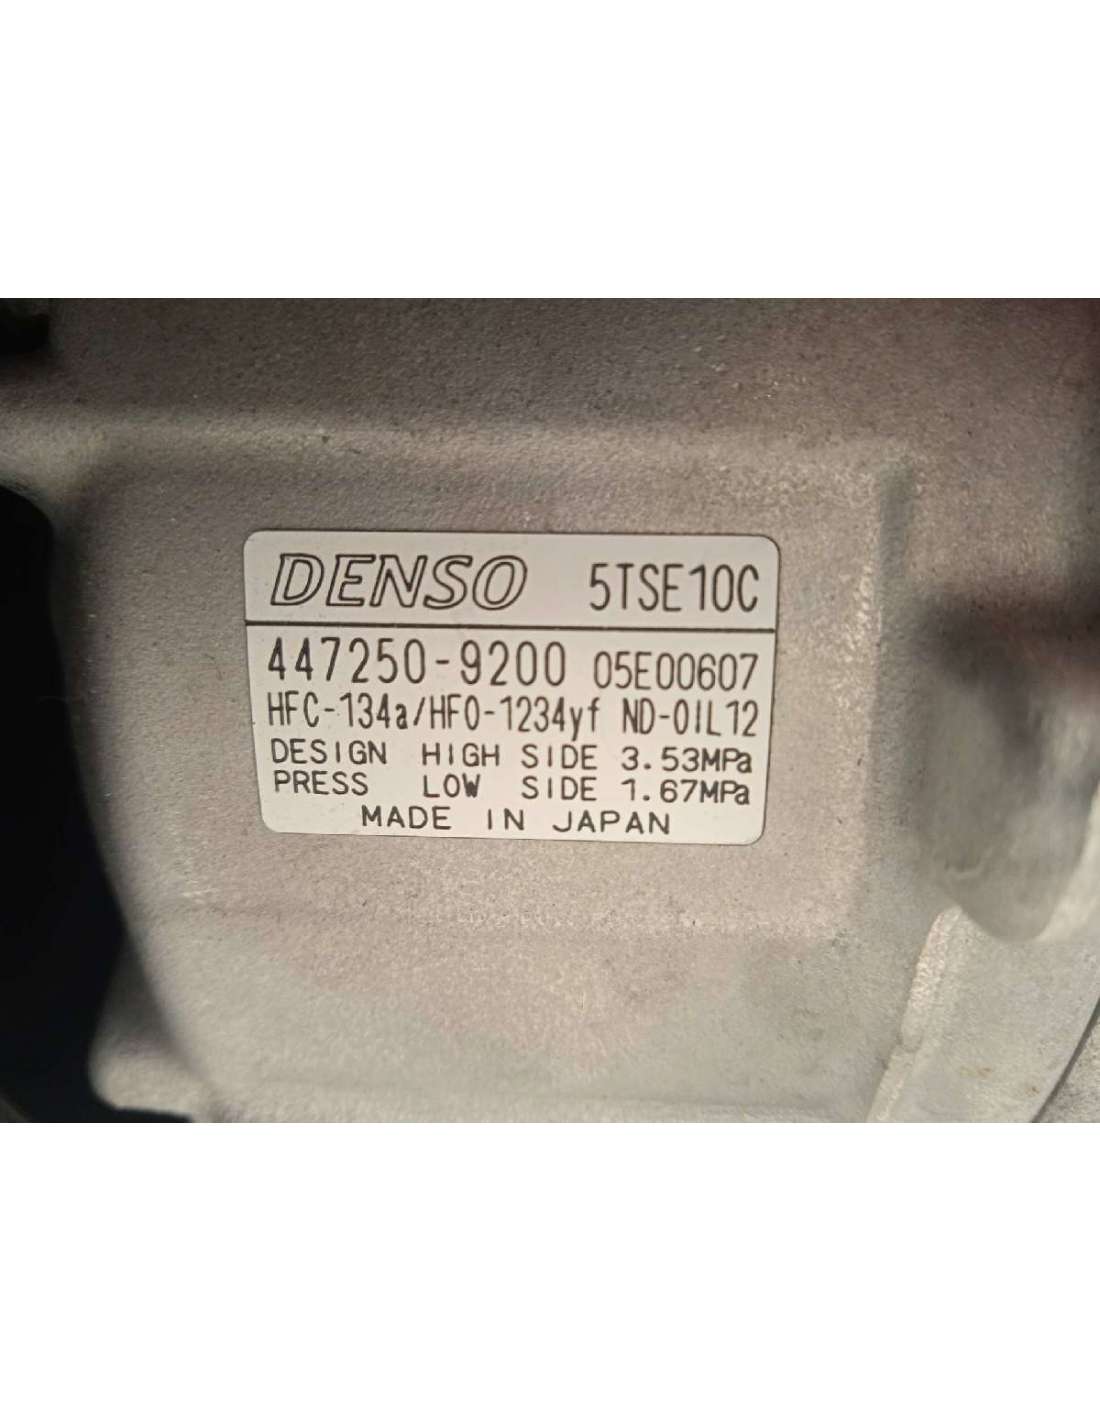 DENSO 5TSE10C
447250-9200 05E00607
HFC-134a/HFO-1234yf ND-OIL12
DESIGN HIGH SIDE 3.53MPa
PRESS LOW SIDE 1.67MPa
MADE IN JAPAN